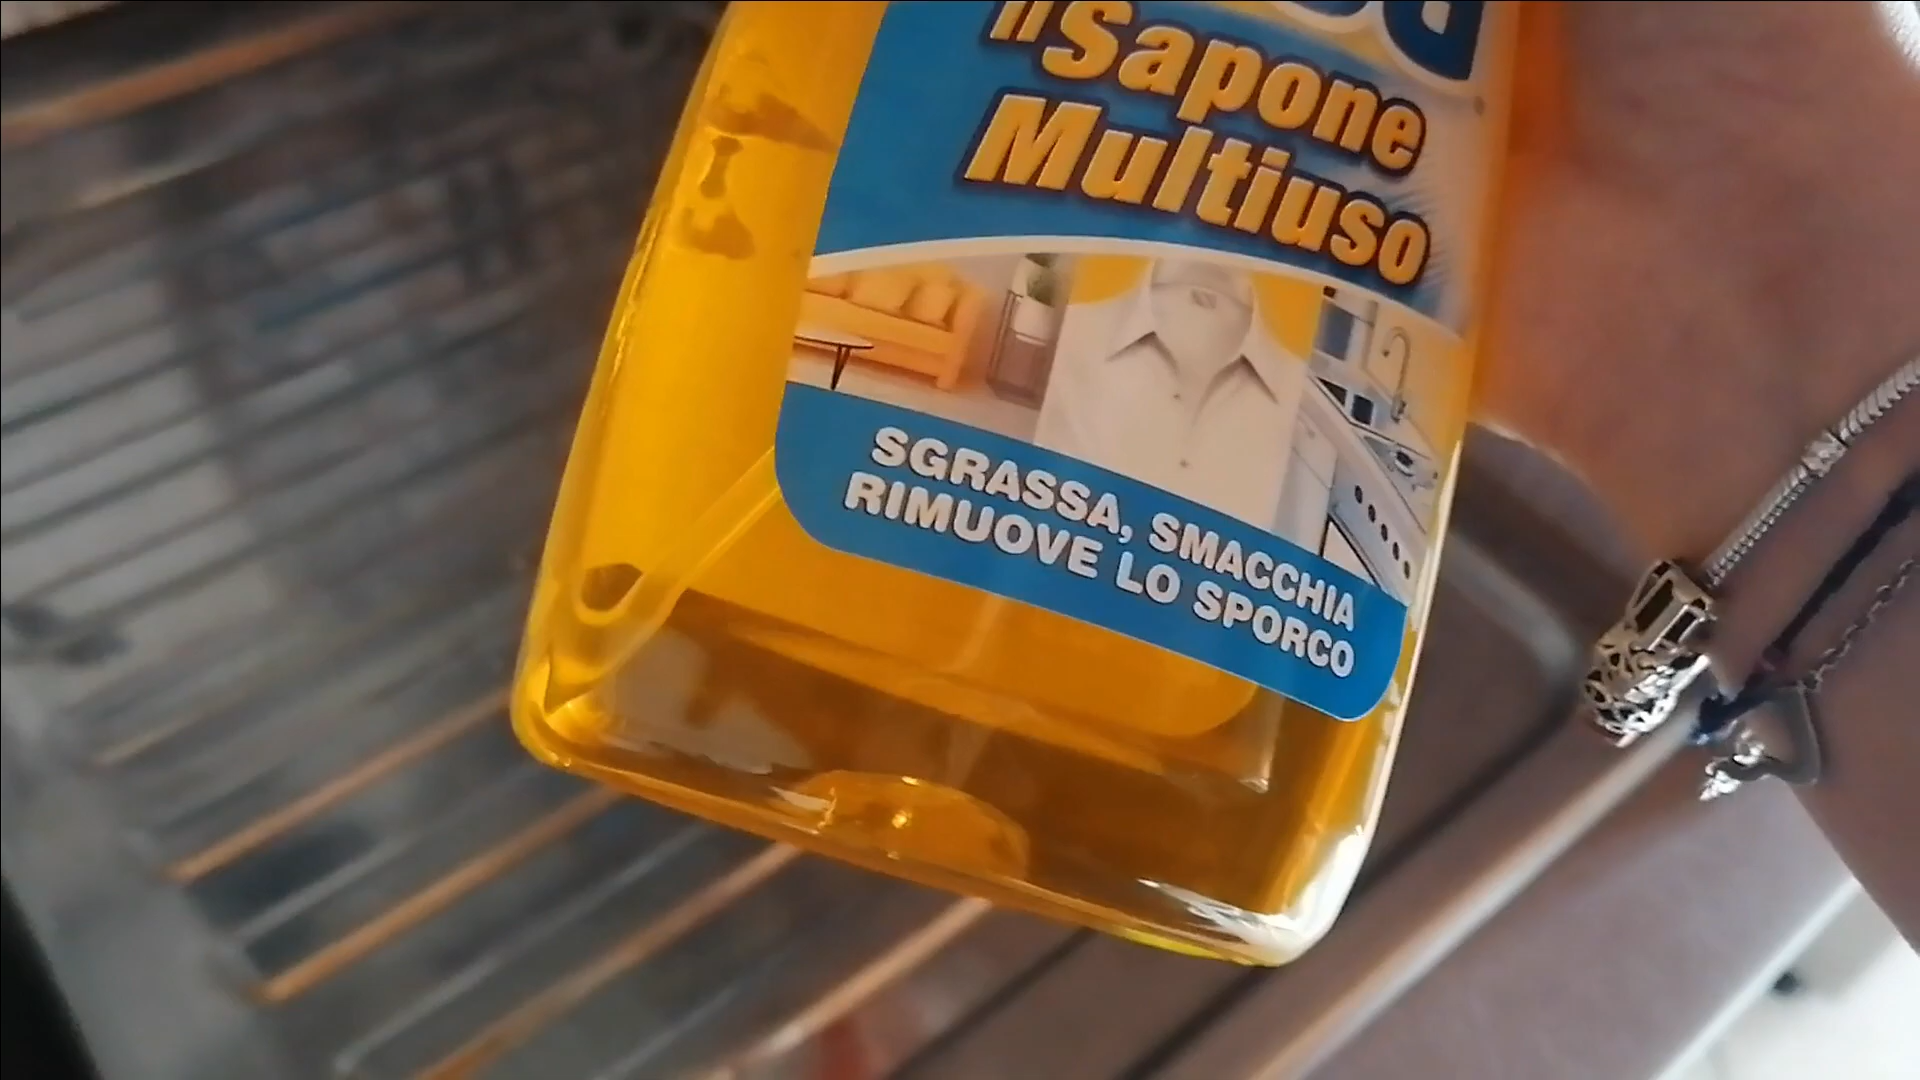 il Sapone
Multiuso
SGRASSA, SMACCHIA
RIMUOVE LO SPORCO